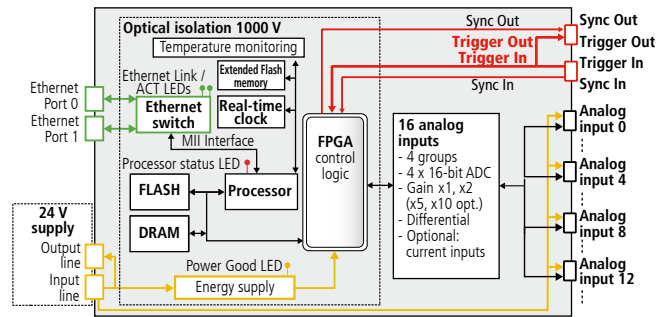 Optical isolation 1000 V
Temperature monitoring
Extended Flash
memory
Real-time
clock
Ethernet Link /
ACT LEDs
Ethernet
switch
Ethernet
Port 0
Ethernet
Port 1
MII Interface
Processor status LED
FLASH
Processor
DRAM
24 V
supply
Output
line
Input
line
Power Good LED
Energy supply
FPGA
control
logic
Sync Out
Trigger Out
Trigger In
Sync In
16 analog
inputs
- 4 groups
- 4 x 16-bit ADC
- Gain x1, x2
(x5, x10 opt.)
- Differential
- Optional:
current inputs
Sync Out
Trigger Out
Trigger In
Sync In
Analog
input 0
Analog
input 4
Analog
input 8
Analog
input 12